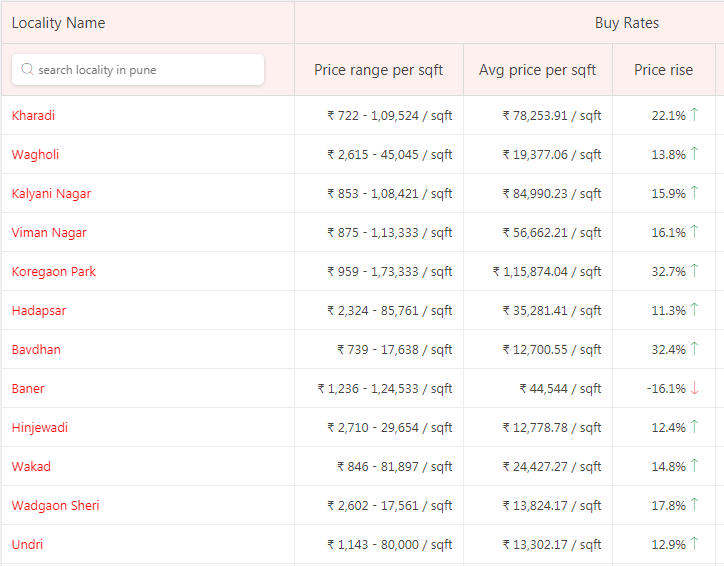 Locality Name Buy Rates
search locality in pune Price range per sqft Avg price per sqft Price rise
Kharadi ₹ 722 - 1,09,524 / sqft ₹ 78,253.91 / sqft 22.1% ↑
Wagholi ₹ 2,615 - 45,045 / sqft ₹ 19,377.06 / sqft 13.8% ↑
Kalyani Nagar ₹ 853 - 1,08,421 / sqft ₹ 84,990.23 / sqft 15.9% ↑
Viman Nagar ₹ 875 - 1,13,333 / sqft ₹ 56,662.21 / sqft 16.1% ↑
Koregaon Park ₹ 959 - 1,73,333 / sqft ₹ 1,15,874.04 / sqft 32.7% ↑
Hadapsar ₹ 2,324 - 85,761 / sqft ₹ 35,281.41 / sqft 11.3% ↑
Bavdhan ₹ 739 - 17,638 / sqft ₹ 12,700.55 / sqft 32.4% ↑
Baner ₹ 1,236 - 1,24,533 / sqft ₹ 44,544 / sqft -16.1% ↓
Hinjewadi ₹ 2,710 - 29,654 / sqft ₹ 12,778.78 / sqft 12.4% ↑
Wakad ₹ 846 - 81,897 / sqft ₹ 24,427.27 / sqft 14.8% ↑
Wadgaon Sheri ₹ 2,602 - 17,561 / sqft ₹ 13,824.17 / sqft 17.8% ↑
Undri ₹ 1,143 - 80,000 / sqft ₹ 13,302.17 / sqft 12.9% ↑